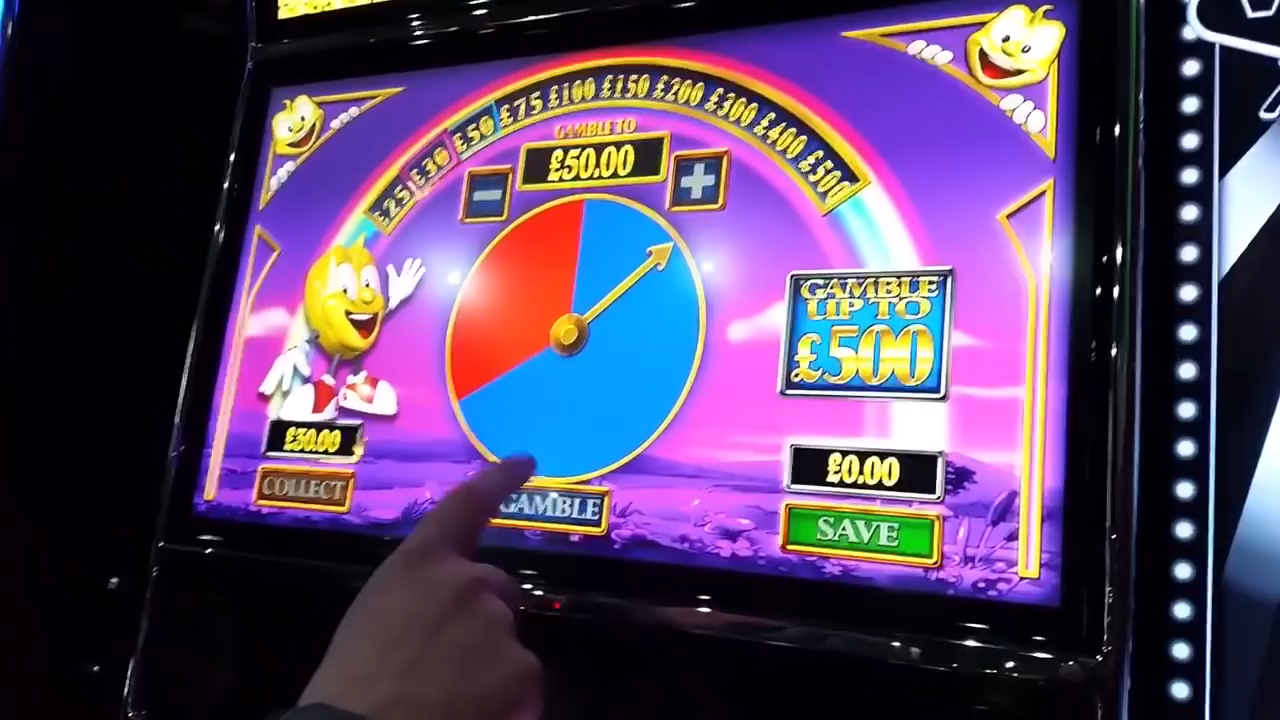 £25 £30 £50 £75 £100 £150 £200 £300 £400 £500
GAMBLE TO
£50.00
- +
GAMBLE
UP TO
£500
£30.00
COLLECT
GAMBLE
£0.00
SAVE